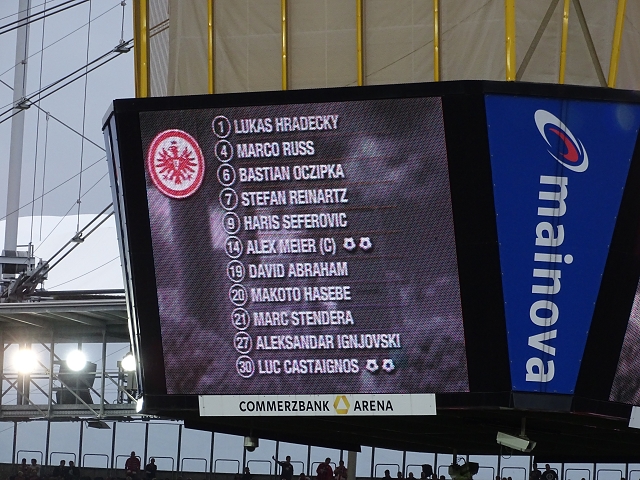 1 LUKAS HRADECKY
4 MARCO RUSS
6 BASTIAN OCZIPKA
7 STEFAN REINARTZ
9 HARIS SEFEROVIC
14 ALEX MEIER (C)
19 DAVID ABRAHAM
20 MAKOTO HASEBE
21 MARC STENDERA
27 ALEKSANDAR IGNJOVSKI
30 LUC CASTAIGNOS
COMMERZBANK ARENA
mainova